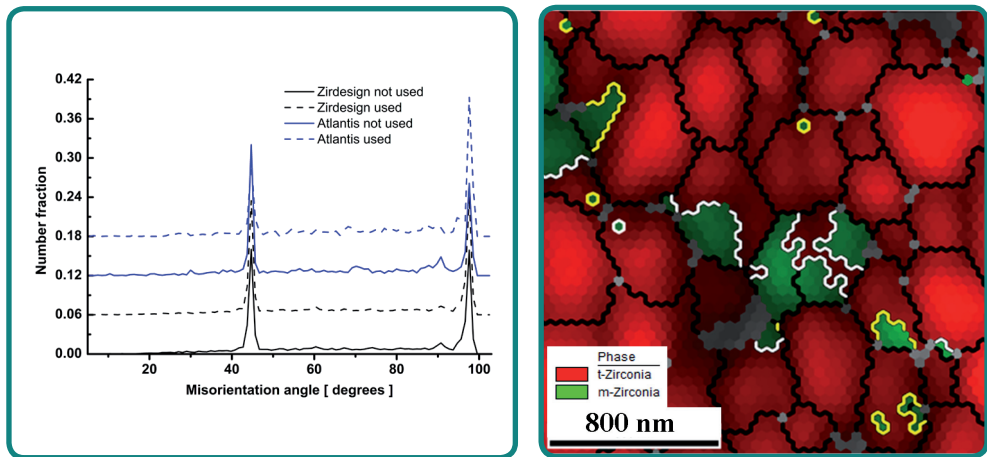 0.42
0.36
0.30
0.24
0.18
0.12
0.06
0.00
Number fraction
Zirdesign not used
Zirdesign used
Atlantis not used
Atlantis used
20
40
60
80
100
Misorientation angle [ degrees ]
Phase
t-Zirconia
m-Zirconia
800 nm